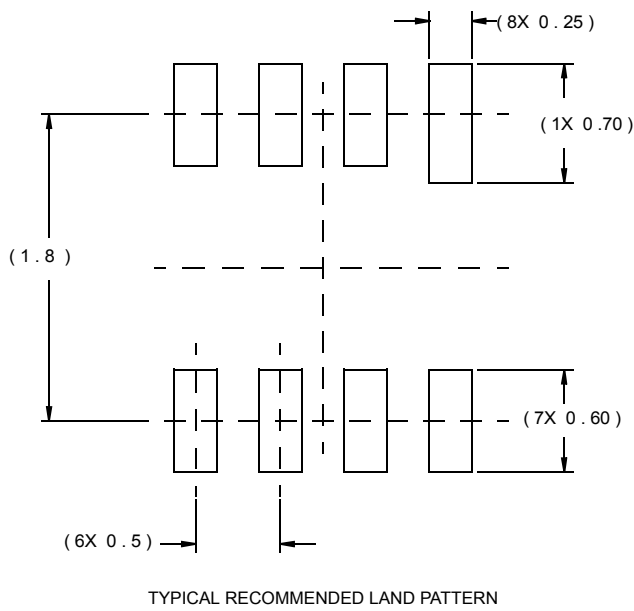 (8X 0.25)
(1X 0.70)
(1.8)
(7X 0.60)
(6X 0.5)
TYPICAL RECOMMENDED LAND PATTERN